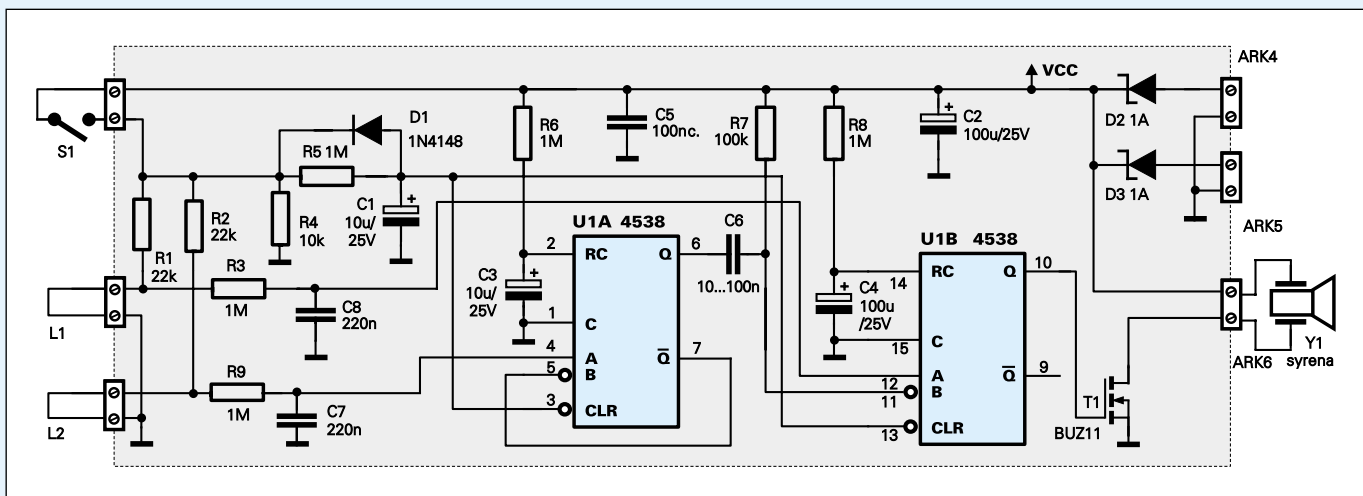 ARK4
VCC
D2 1A
C2
100u/25V
D1
1N4148
R6
1M
C5
100nc.
R7
100k
R8
1M
S1
R5 1M
D3 1A
R1
22k
R2
22k
R4
10k
C1
10u/
25V
U1A 4538
C6
10...100n
ARK5
U1B 4538
R3
1M
C8
220n
C3
10u/
25V
2
RC
Q
6
1
C
4
A
5
B
3
CLR
Q
7
C4
100u
/25V
14
RC
Q
10
15
C
12
A
11
B
13
CLR
Q
9
L1
R9
1M
C7
220n
L2
T1
BUZ11
ARK6
Y1
syrena